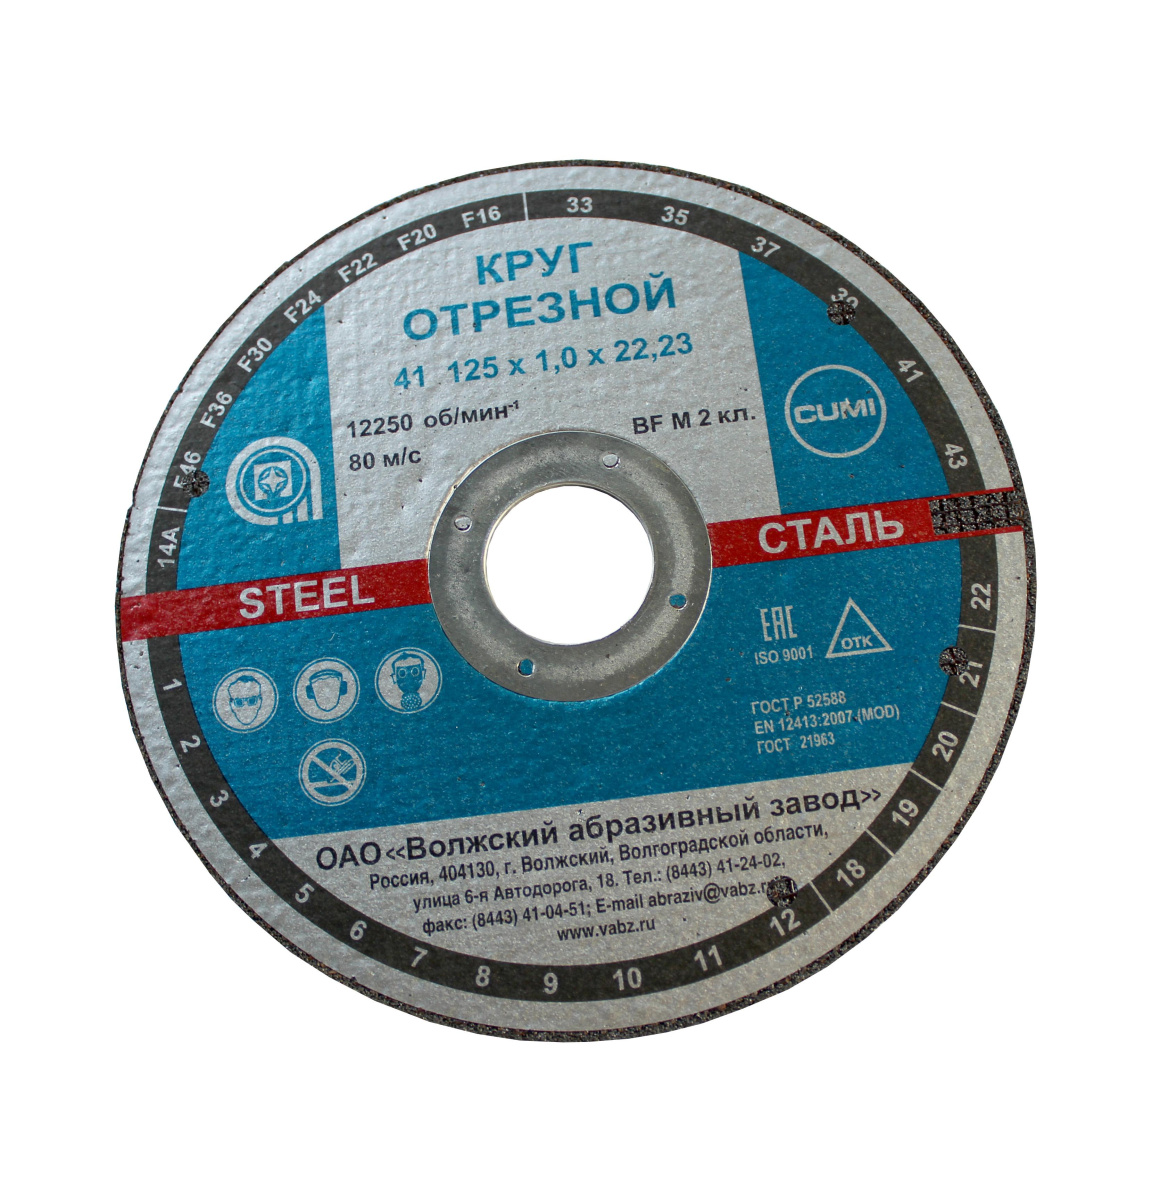 КРУГ
ОТРЕЗНОЙ
41 125 x 1,0 x 22,23
12250 об/мин⁻¹
80 м/с
BF M 2 кл.
CUMI
STEEL
СТАЛЬ
EAC
ISO 9001
ОТК
ГОСТ Р 52588
EN 12413:2007 (MOD)
ГОСТ 21963
ОАО «Волжский абразивный завод»
Россия, 404130, г. Волжский, Волгоградской области,
улица 6-я Автодорога, 18. Тел.: (8443) 41-24-02,
факс: (8443) 41-04-51; E-mail abraziv@vabz.ru
www.vabz.ru
14A F46 F36 F30 F24 F22 F20 F16
33 35 37 39 41 43
22 21 20 19 18
12 11 10 9 8 7 6 5 4 3 2 1